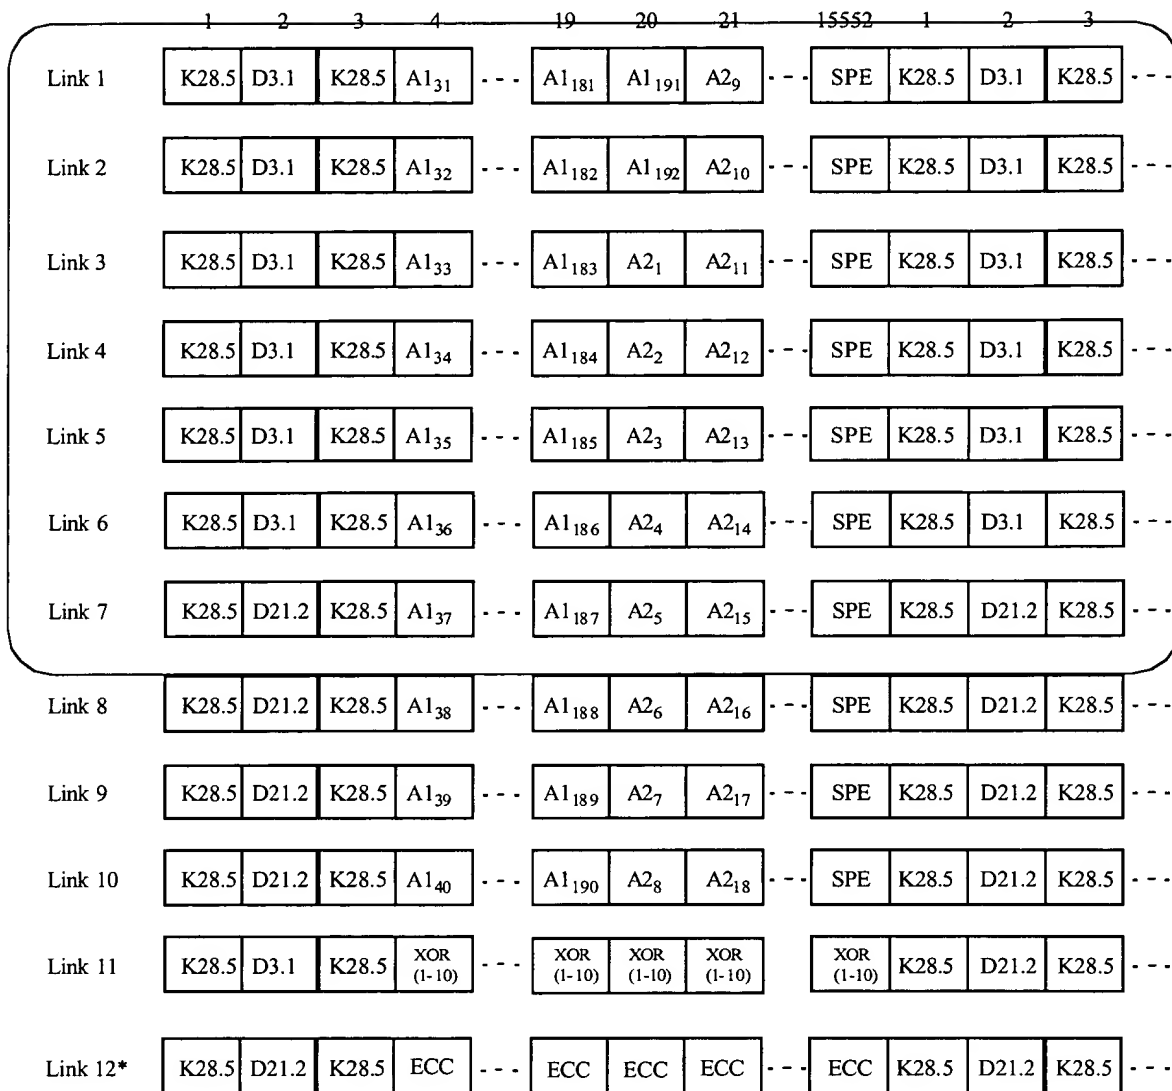 1 2 3 4 19 20 21 15552 1 2 3
Link 1 K28.5 D3.1 K28.5 A1₃₁ - - - A1₁₈₁ A1₁₉₁ A2₉ - - - SPE K28.5 D3.1 K28.5 - - -
Link 2 K28.5 D3.1 K28.5 A1₃₂ - - - A1₁₈₂ A1₁₉₂ A2₁₀ - - - SPE K28.5 D3.1 K28.5 - - -
Link 3 K28.5 D3.1 K28.5 A1₃₃ - - - A1₁₈₃ A2₁ A2₁₁ - - - SPE K28.5 D3.1 K28.5 - - -
Link 4 K28.5 D3.1 K28.5 A1₃₄ - - - A1₁₈₄ A2₂ A2₁₂ - - - SPE K28.5 D3.1 K28.5 - - -
Link 5 K28.5 D3.1 K28.5 A1₃₅ - - - A1₁₈₅ A2₃ A2₁₃ - - - SPE K28.5 D3.1 K28.5 - - -
Link 6 K28.5 D3.1 K28.5 A1₃₆ - - - A1₁₈₆ A2₄ A2₁₄ - - - SPE K28.5 D3.1 K28.5 - - -
Link 7 K28.5 D21.2 K28.5 A1₃₇ - - - A1₁₈₇ A2₅ A2₁₅ - - - SPE K28.5 D21.2 K28.5 - - -
Link 8 K28.5 D21.2 K28.5 A1₃₈ - - - A1₁₈₈ A2₆ A2₁₆ - - - SPE K28.5 D21.2 K28.5 - - -
Link 9 K28.5 D21.2 K28.5 A1₃₉ - - - A1₁₈₉ A2₇ A2₁₇ - - - SPE K28.5 D21.2 K28.5 - - -
Link 10 K28.5 D21.2 K28.5 A1₄₀ - - - A1₁₉₀ A2₈ A2₁₈ - - - SPE K28.5 D21.2 K28.5 - - -
Link 11 K28.5 D3.1 K28.5 XOR (1-10) - - - XOR (1-10) XOR (1-10) XOR (1-10) - - - XOR (1-10) K28.5 D21.2 K28.5 - - -
Link 12* K28.5 D21.2 K28.5 ECC - - - ECC ECC ECC - - - ECC K28.5 D21.2 K28.5 - - -